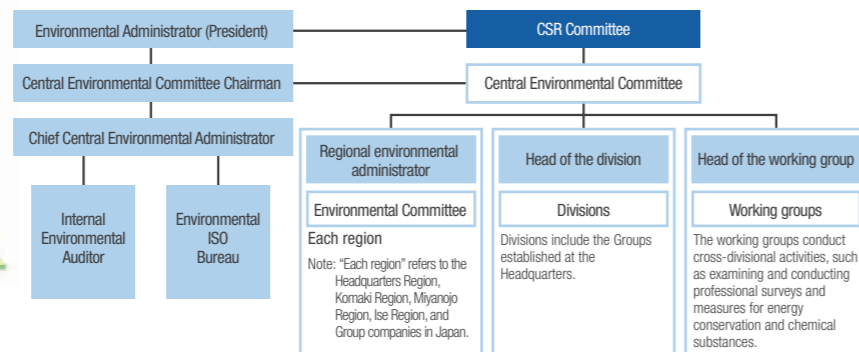 Environmental Administrator (President)
CSR Committee
Central Environmental Committee Chairman
Central Environmental Committee
Chief Central Environmental Administrator
Internal
Environmental
Auditor
Environmental
ISO
Bureau
Regional environmental
administrator
Environmental Committee
Each region
Note: “Each region” refers to the
Headquarters Region,
Komaki Region, Miyanojo
Region, Ise Region, and
Group companies in Japan.
Head of the division
Divisions
Divisions include the Groups
established at the
Headquarters.
Head of the working group
Working groups
The working groups conduct
cross-divisional activities, such
as examining and conducting
professional surveys and
measures for energy
conservation and chemical
substances.